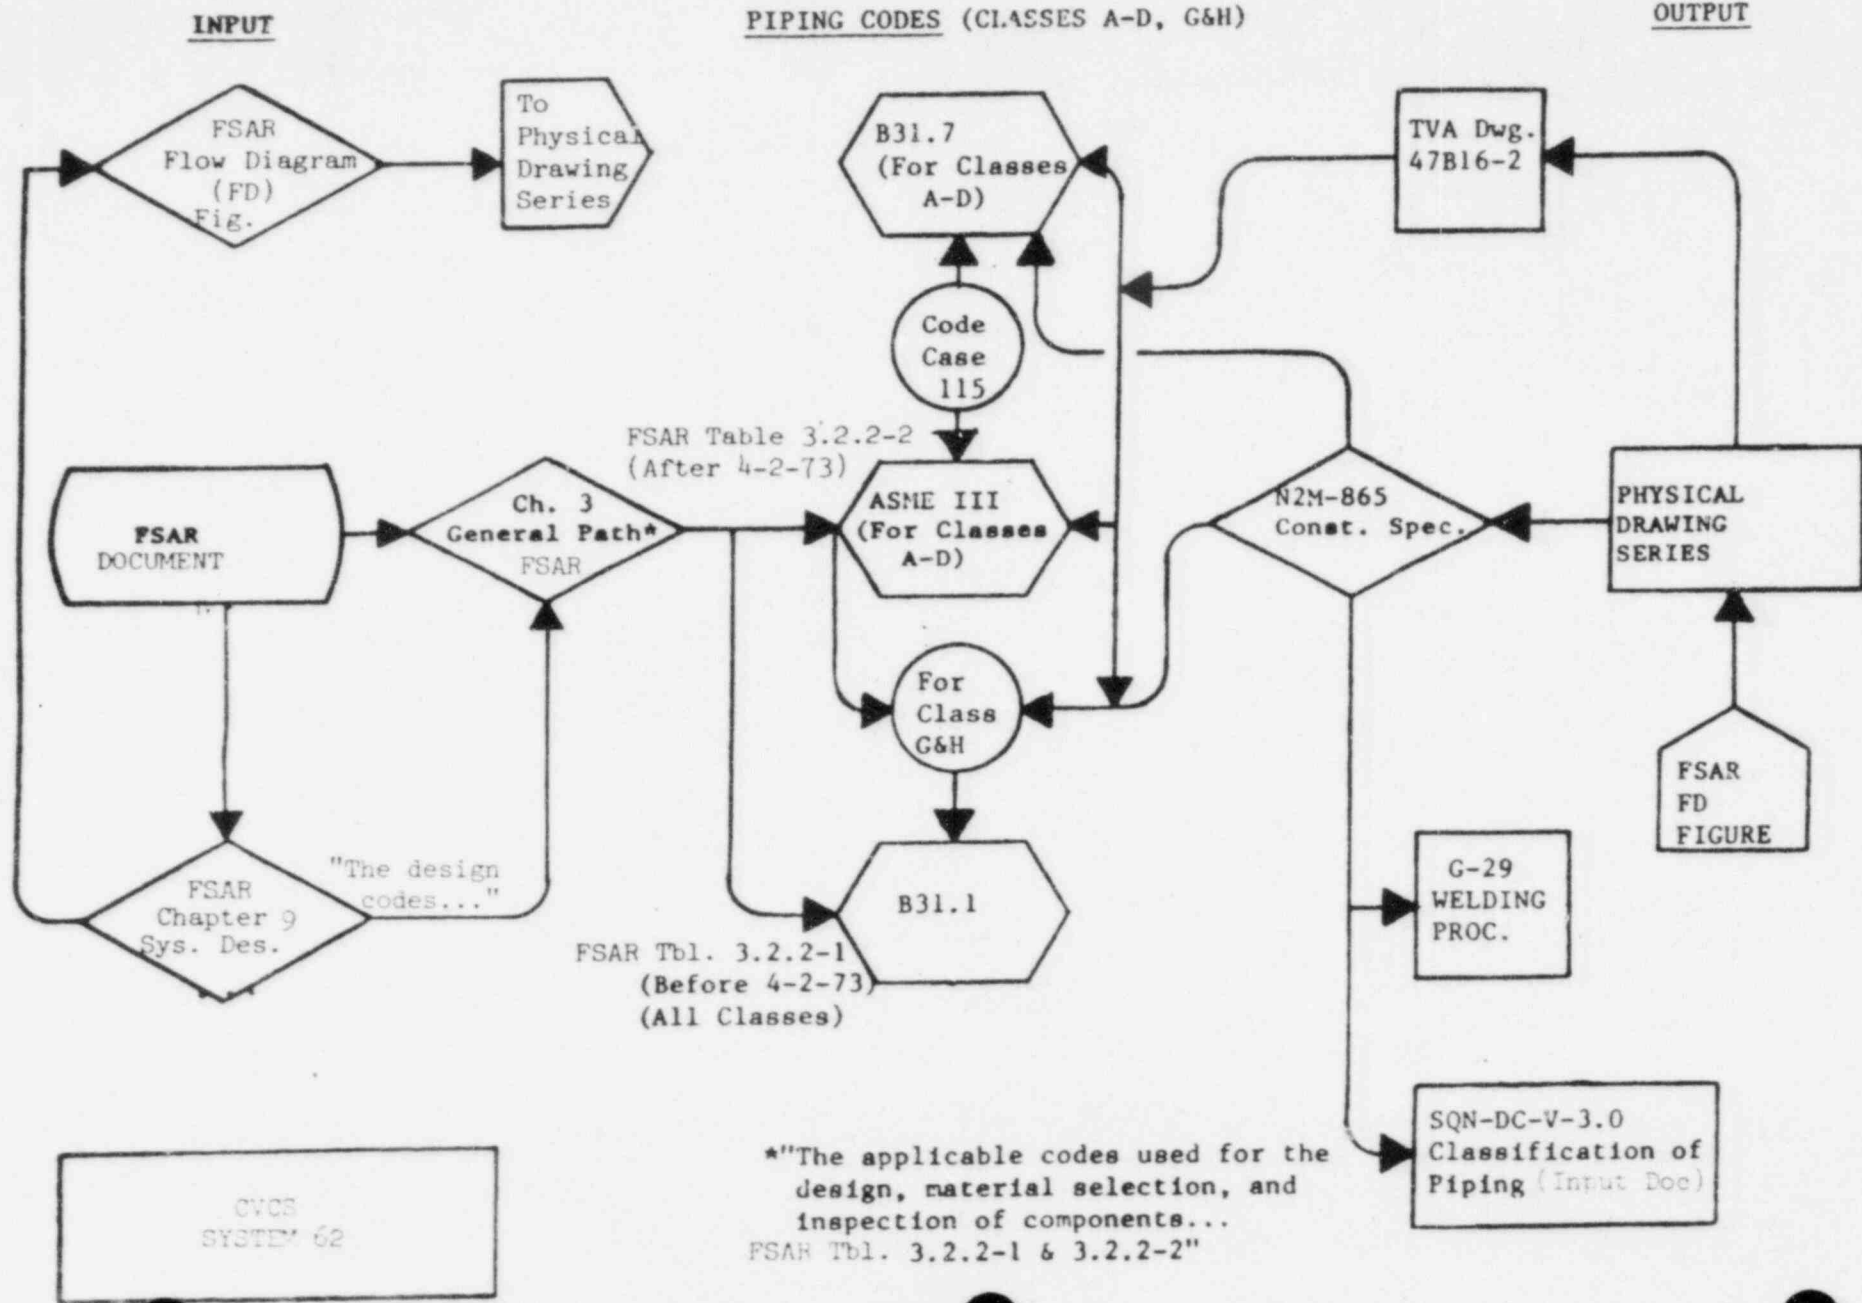 INPUT
PIPING CODES (CLASSES A-D, G&H)
OUTPUT
FSAR
Flow Diagram
(FD)
Fig.
To
Physical
Drawing
Series
B31.7
(For Classes
A-D)
TVA Dwg.
47B16-2
Code
Case
115
FSAR Table 3.2.2-2
(After 4-2-73)
FSAR
DOCUMENT
Ch. 3
General Path*
FSAR
ASME III
(For Classes
A-D)
N2M-865
Const. Spec.
PHYSICAL
DRAWING
SERIES
For
Class
G&H
FSAR
FD
FIGURE
"The design
codes..."
FSAR
Chapter 9
Sys. Des.
B31.1
G-29
WELDING
PROC.
FSAR Tbl. 3.2.2-1
(Before 4-2-73)
(All Classes)
SQN-DC-V-3.0
Classification of
Piping (Input Doc)
CVCS
SYSTEM 62
*"The applicable codes used for the
design, material selection, and
inspection of components...
FSAR Tbl. 3.2.2-1 & 3.2.2-2"